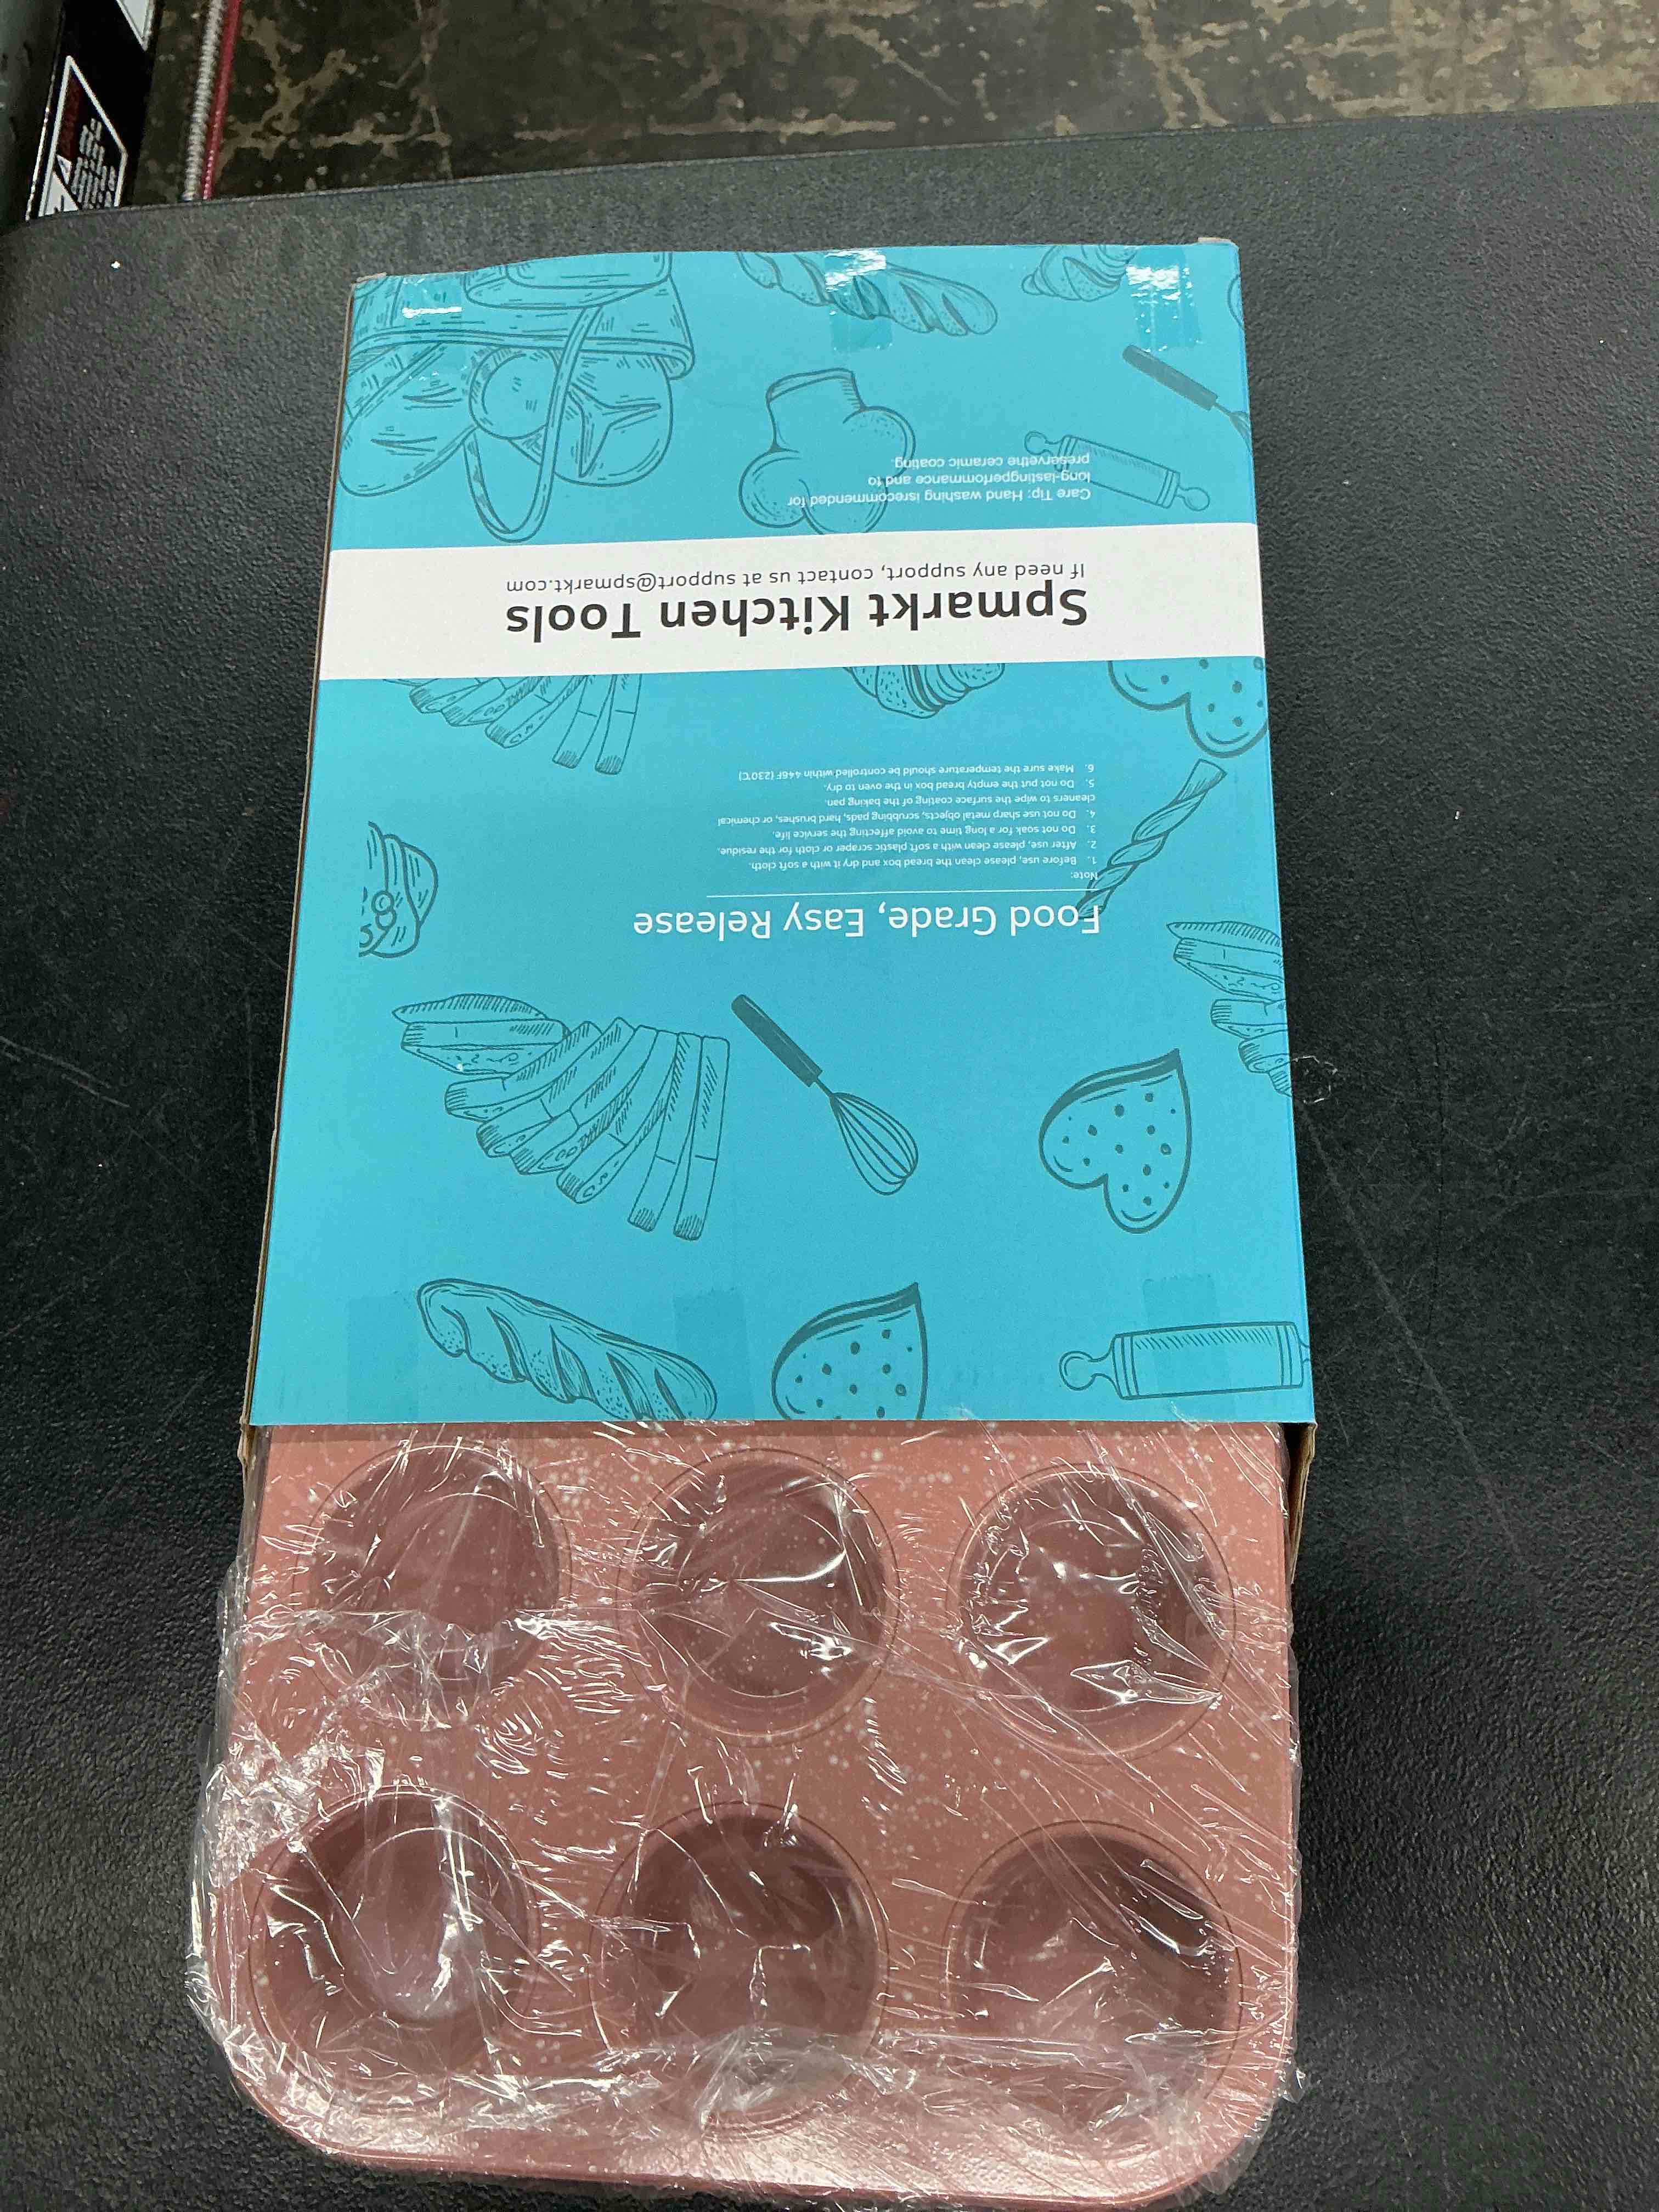 Food Grade, Easy Release
Note:
1. Before use, please clean the bread box and dry it with a soft cloth.
2. After use, please clean with a soft plastic scraper or cloth for the residue.
3. Do not soak for a long time to avoid affecting the service life.
4. Do not use sharp metal objects, scrubbing pads, hard brushes, or chemical
cleaners to wipe the surface coating of the baking pan.
5. Do not put the empty bread box in the oven to dry.
6. Make sure the temperature should be controlled within 446F (230℃)
Spmarkt Kitchen Tools
If need any support, contact us at support@spmarkt.com
Care Tip: Hand washing isrecommended for
long-lastingperformance and to
preservethe ceramic coating.